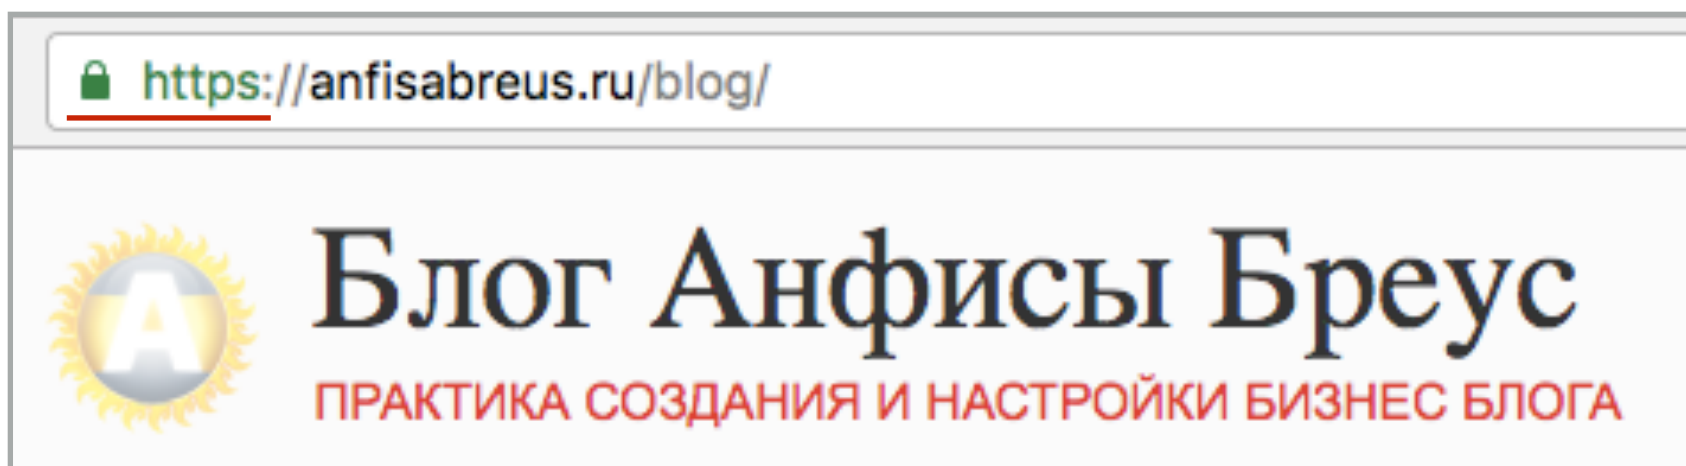 https://anfisabreus.ru/blog/
А
Блог Анфисы Бреус
ПРАКТИКА СОЗДАНИЯ И НАСТРОЙКИ БИЗНЕС БЛОГА